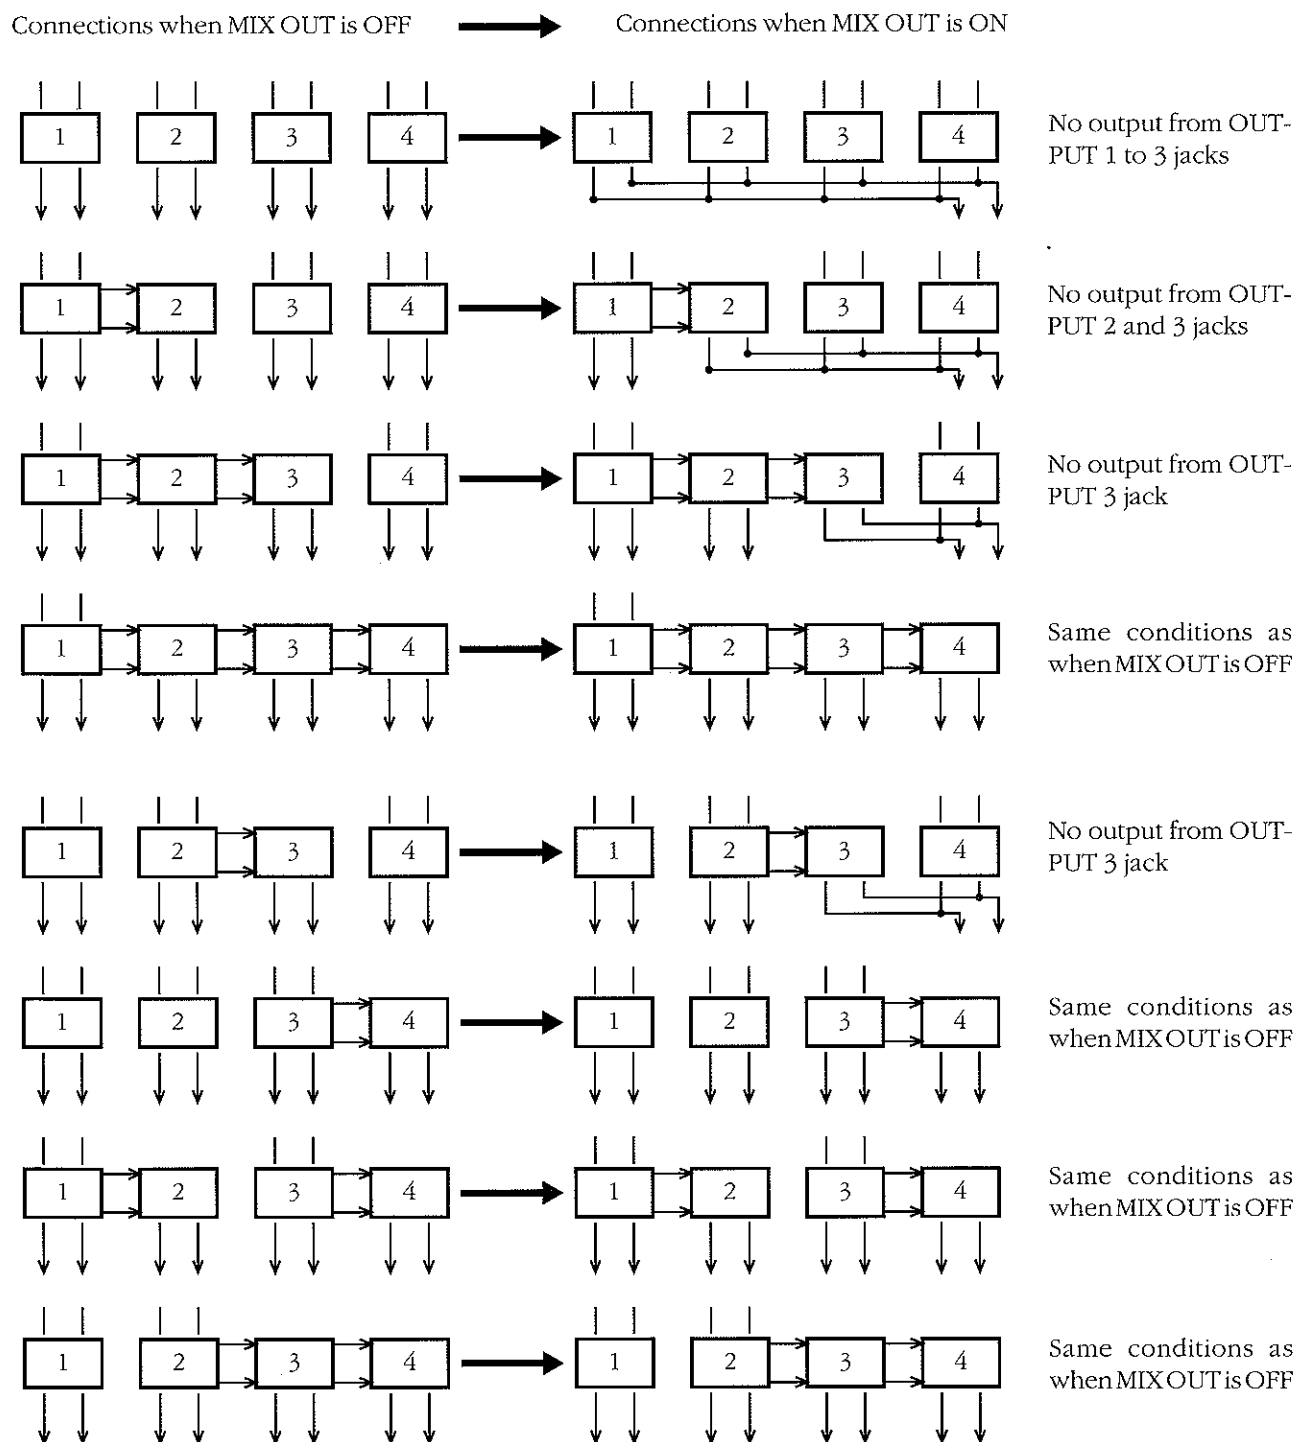 Connections when MIX OUT is OFF
Connections when MIX OUT is ON
1 2 3 4 1 2 3 4
No output from OUT-
PUT 1 to 3 jacks
1 2 3 4 1 2 3 4
No output from OUT-
PUT 2 and 3 jacks
1 2 3 4 1 2 3 4
No output from OUT-
PUT 3 jack
1 2 3 4 1 2 3 4
Same conditions as
when MIX OUT is OFF
1 2 3 4 1 2 3 4
No output from OUT-
PUT 3 jack
1 2 3 4 1 2 3 4
Same conditions as
when MIX OUT is OFF
1 2 3 4 1 2 3 4
Same conditions as
when MIX OUT is OFF
1 2 3 4 1 2 3 4
Same conditions as
when MIX OUT is OFF